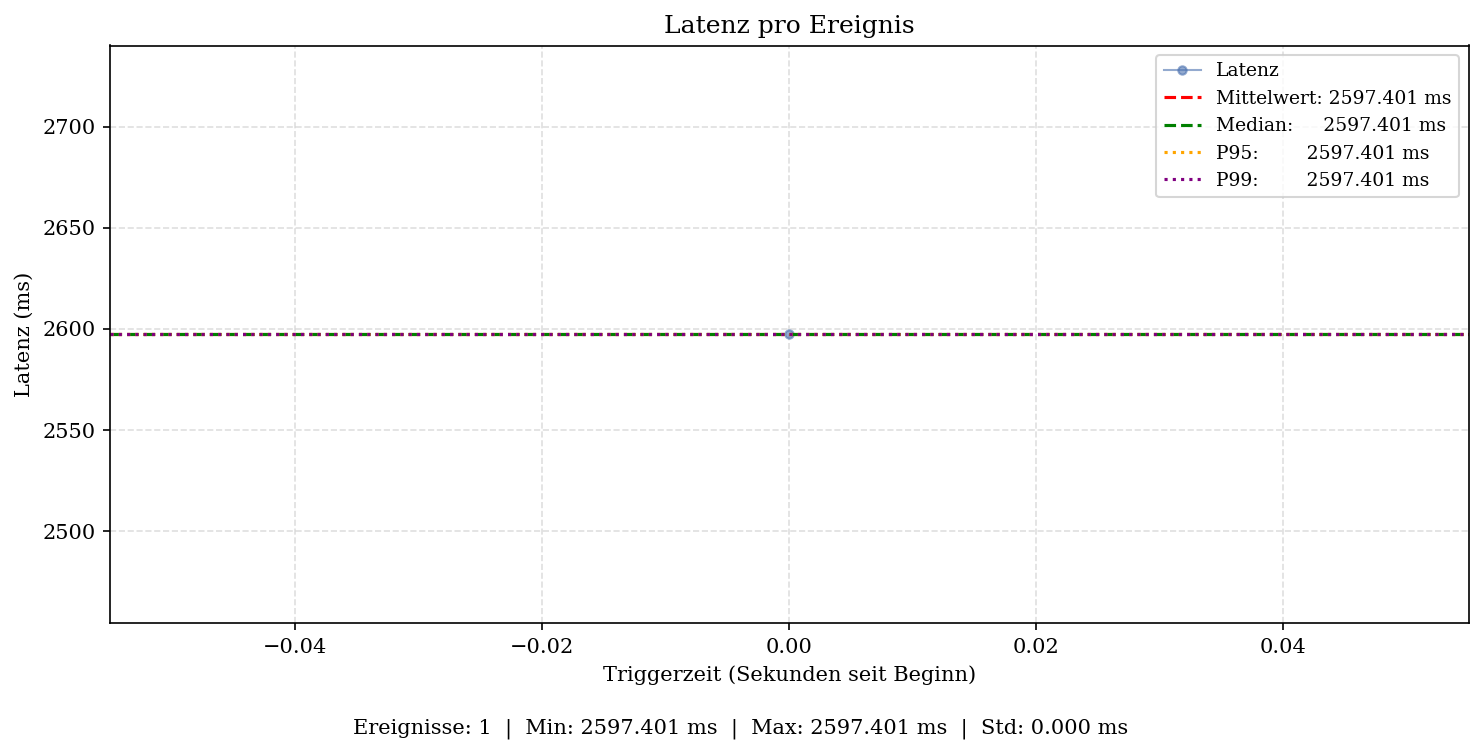 Latenz pro Ereignis
Latenz
Mittelwert: 2597.401 ms
Median: 2597.401 ms
P95: 2597.401 ms
P99: 2597.401 ms
Latenz (ms)
2700
2650
2600
2550
2500
−0.04 −0.02 0.00 0.02 0.04
Triggerzeit (Sekunden seit Beginn)
Ereignisse: 1 | Min: 2597.401 ms | Max: 2597.401 ms | Std: 0.000 ms